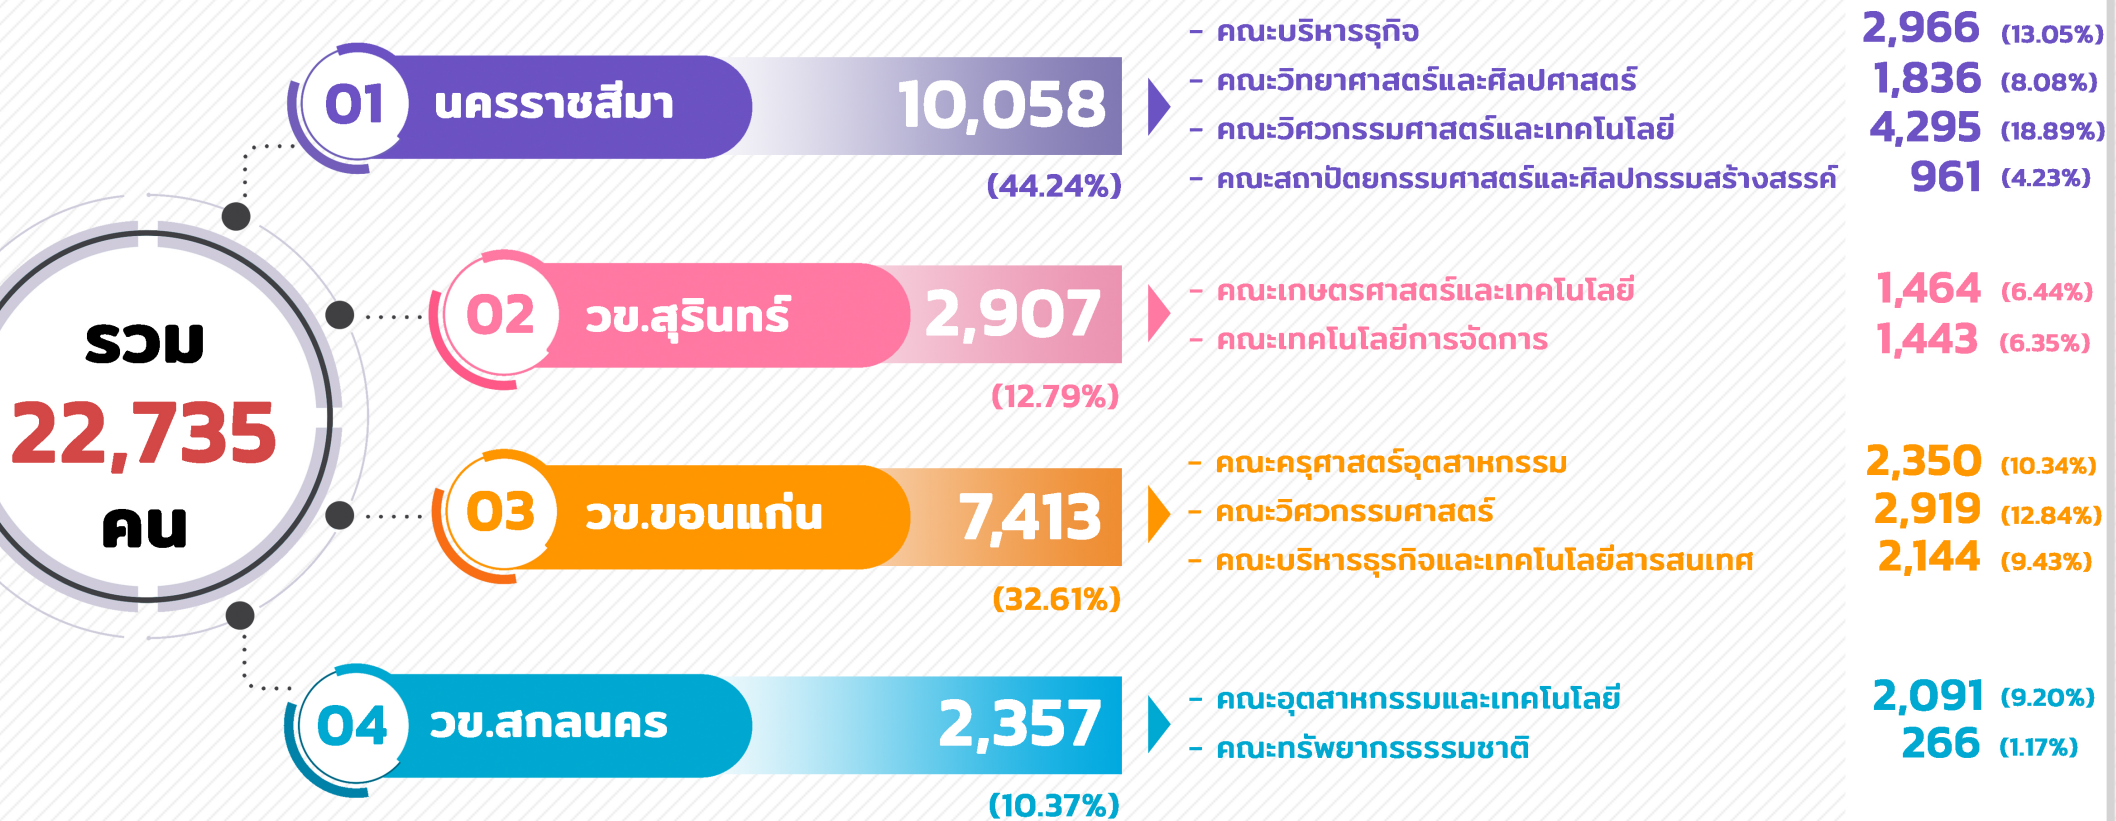 รวม
22,735
คน
01 นครราชสีมา 10,058
(44.24%)
- คณะบริหารธุกิจ 2,966 (13.05%)
- คณะวิทยาศาสตร์และศิลปศาสตร์ 1,836 (8.08%)
- คณะวิศวกรรมศาสตร์และเทคโนโลยี 4,295 (18.89%)
- คณะสถาปัตยกรรมศาสตร์และศิลปกรรมสร้างสรรค์ 961 (4.23%)
02 วข.สุรินทร์ 2,907
(12.79%)
- คณะเกษตรศาสตร์และเทคโนโลยี 1,464 (6.44%)
- คณะเทคโนโลยีการจัดการ 1,443 (6.35%)
03 วข.ขอนแก่น 7,413
(32.61%)
- คณะครุศาสตร์อุตสาหกรรม 2,350 (10.34%)
- คณะวิศวกรรมศาสตร์ 2,919 (12.84%)
- คณะบริหารธุรกิจและเทคโนโลยีสารสนเทศ 2,144 (9.43%)
04 วข.สกลนคร 2,357
(10.37%)
- คณะอุตสาหกรรมและเทคโนโลยี 2,091 (9.20%)
- คณะทรัพยากรธรรมชาติ 266 (1.17%)